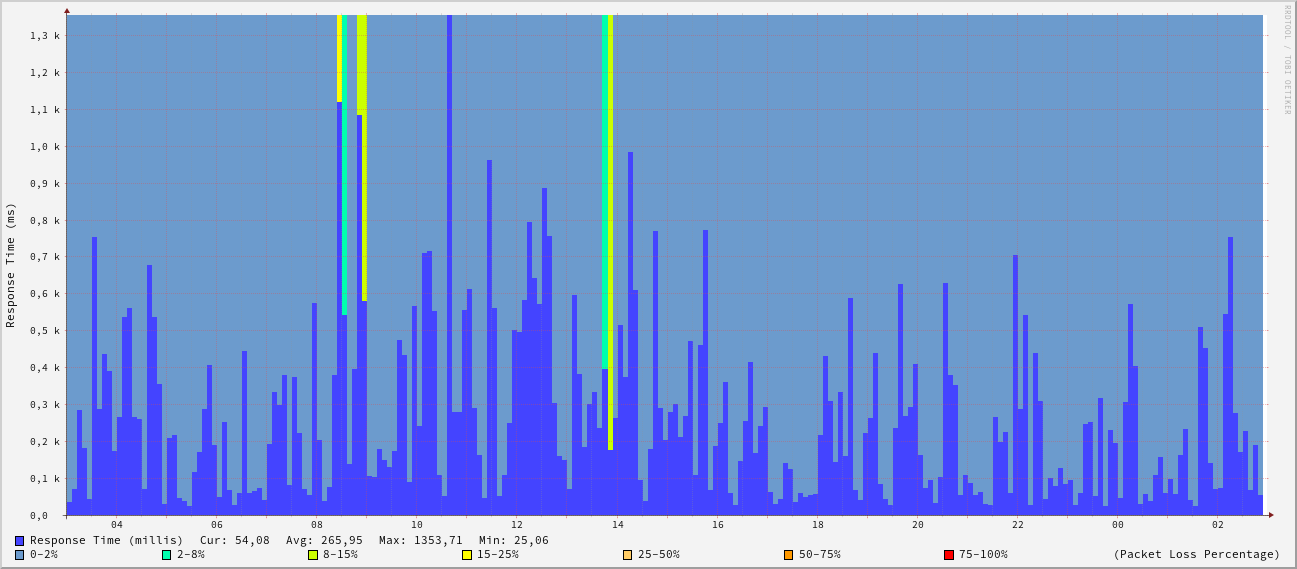 RRDTOOL / TOBI OETIKER
Response Time (ms)
1,3 k
1,2 k
1,1 k
1,0 k
0,9 k
0,8 k
0,7 k
0,6 k
0,5 k
0,4 k
0,3 k
0,2 k
0,1 k
0,0
04 06 08 10 12 14 16 18 20 22 00 02
Response Time (millis) Cur: 54,08 Avg: 265,95 Max: 1353,71 Min: 25,06
0-2% 2-8% 8-15% 15-25% 25-50% 50-75% 75-100% (Packet Loss Percentage)